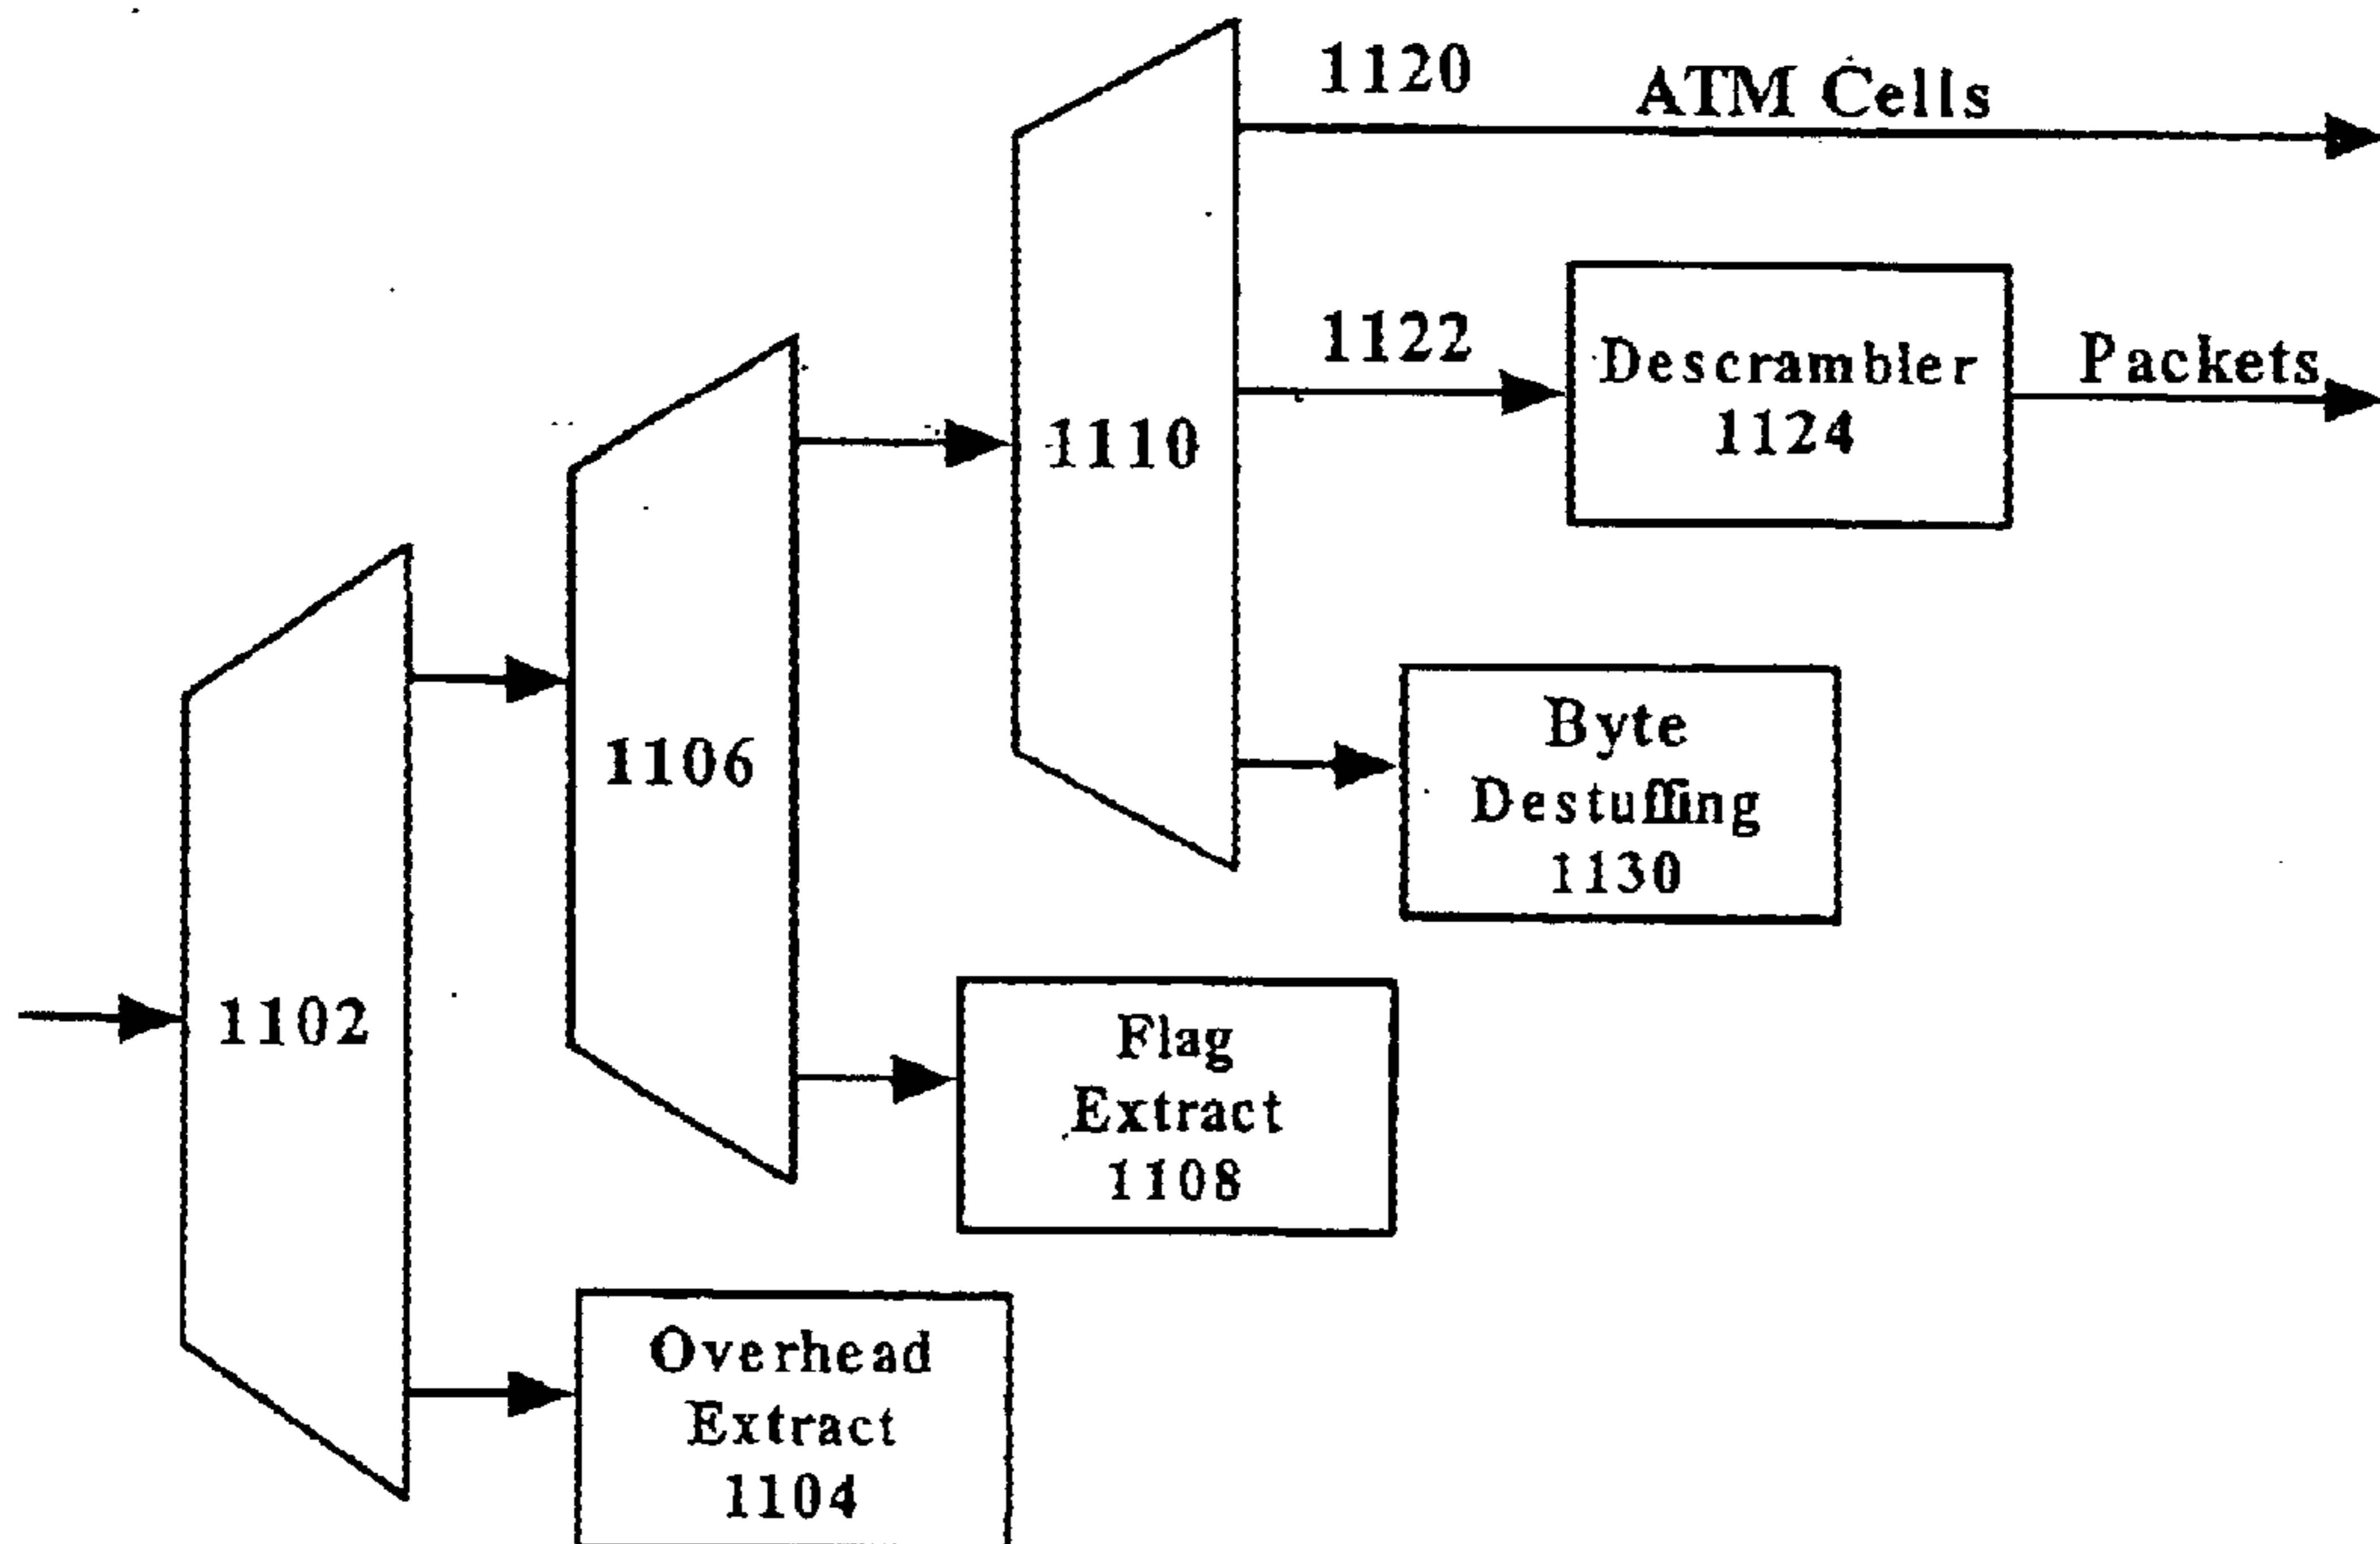 1120
ATM Cells
1122
Descrambler
1124
Packets
1110
1106
Byte
Destuffing
1130
1102
Flag
Extract
1108
Overhead
Extract
1104